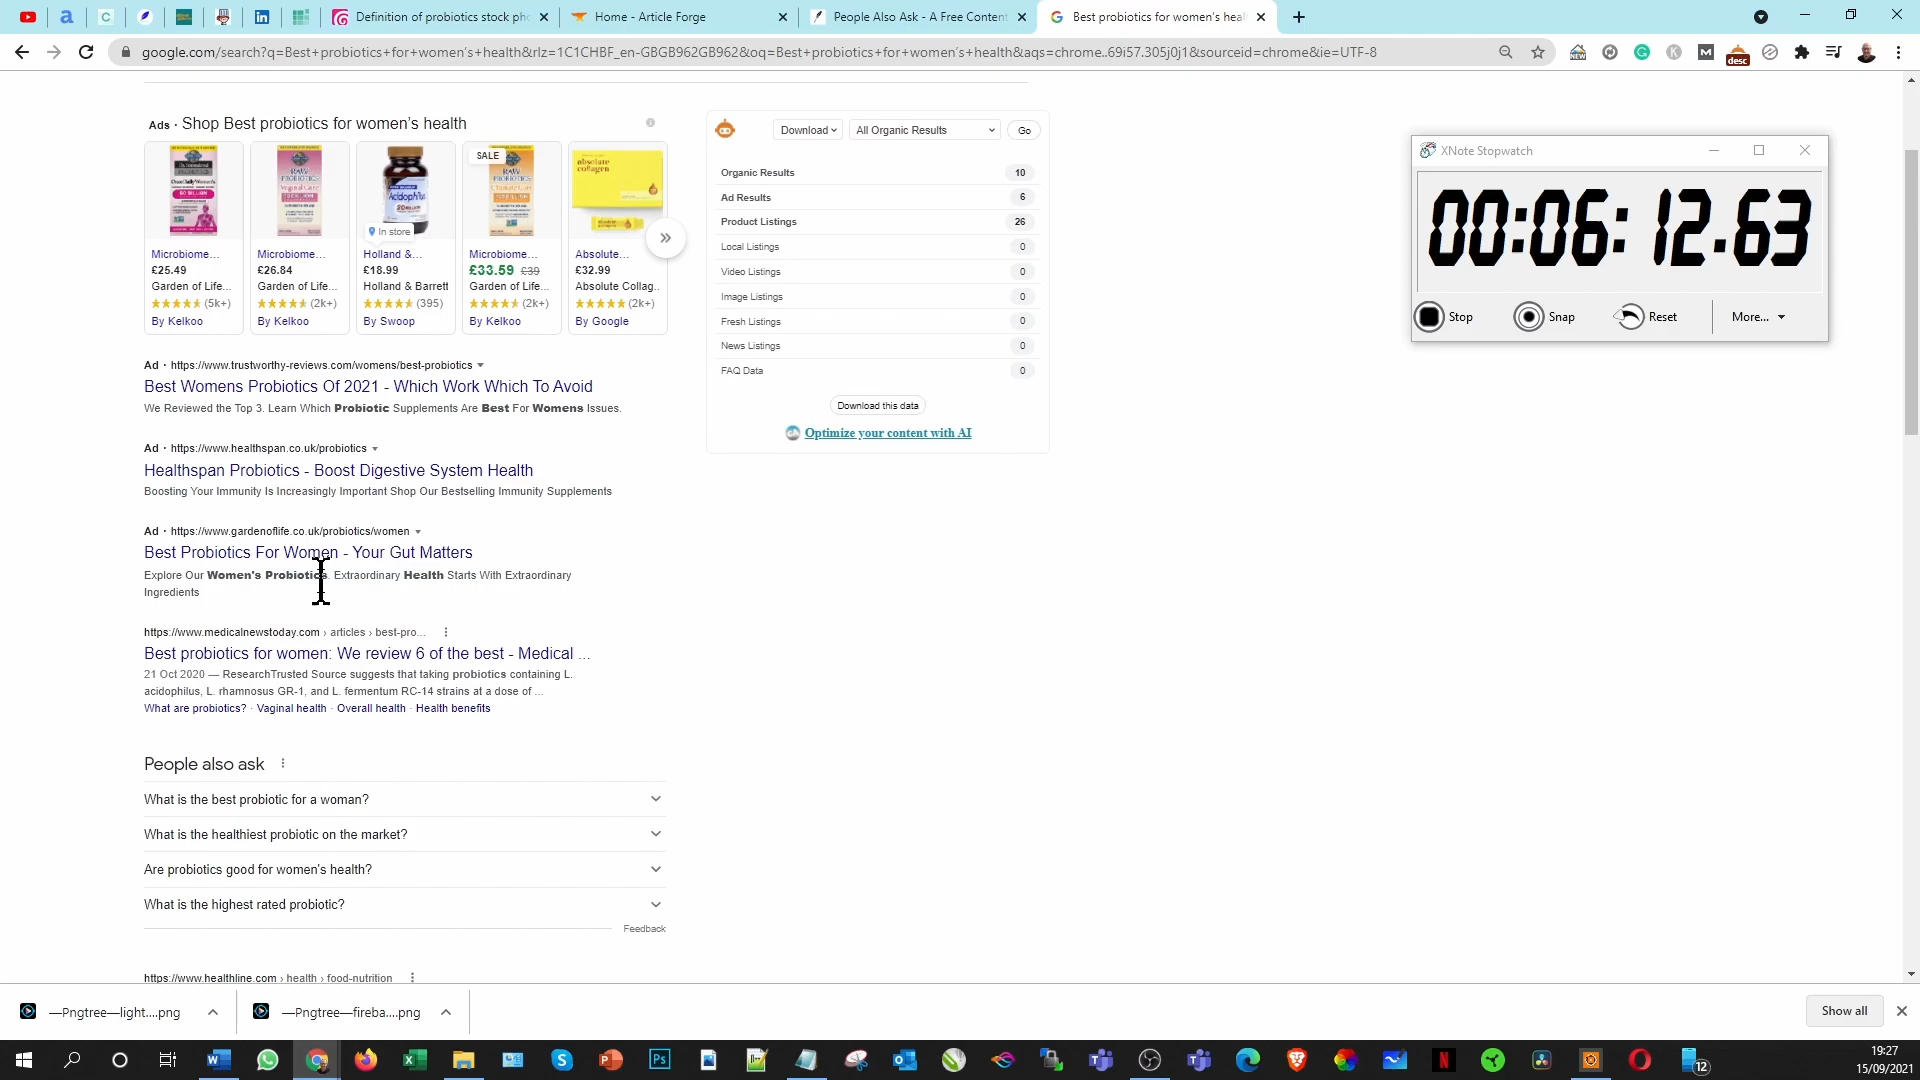 Definition of probiotics stock pho
Home - Article Forge
People Also Ask - A Free Content
Best probiotics for women's heal
google.com/search?q=Best+probiotics+for+women's+health&rlz=1C1CHBF_en-GBGB962GB962&oq=Best+probiotics+for+women's+health&aqs=chrome..69i57.305j0j1&sourceid=chrome&ie=UTF-8
desc
Ads · Shop Best probiotics for women's health
SALE
absolute
collagen
In store
Microbiome...
£25.49
Garden of Life...
(5k+)
By Kelkoo
Microbiome...
£26.84
Garden of Life...
(2k+)
By Kelkoo
Holland &...
£18.99
Holland & Barrett
(395)
By Swoop
Microbiome...
£33.59 £39
Garden of Life...
(2k+)
By Kelkoo
Absolute...
£32.99
Absolute Collag...
(2k+)
By Google
Ad · https://www.trustworthy-reviews.com/womens/best-probiotics
Best Womens Probiotics Of 2021 - Which Work Which To Avoid
We Reviewed the Top 3. Learn Which Probiotic Supplements Are Best For Womens Issues.
Ad · https://www.healthspan.co.uk/probiotics
Healthspan Probiotics - Boost Digestive System Health
Boosting Your Immunity Is Increasingly Important Shop Our Bestselling Immunity Supplements
Ad · https://www.gardenoflife.co.uk/probiotics/women
Best Probiotics For Women - Your Gut Matters
Explore Our Women's Probiotics. Extraordinary Health Starts With Extraordinary
Ingredients
https://www.medicalnewstoday.com › articles › best-pro...
Best probiotics for women: We review 6 of the best - Medical ...
21 Oct 2020 — ResearchTrusted Source suggests that taking probiotics containing L.
acidophilus, L. rhamnosus GR-1, and L. fermentum RC-14 strains at a dose of ...
What are probiotics? · Vaginal health · Overall health · Health benefits
People also ask
What is the best probiotic for a woman?
What is the healthiest probiotic on the market?
Are probiotics good for women's health?
What is the highest rated probiotic?
Feedback
https://www.healthline.com › health › food-nutrition
Download
All Organic Results
Go
Organic Results 10
Ad Results 6
Product Listings 26
Local Listings 0
Video Listings 0
Image Listings 0
Fresh Listings 0
News Listings 0
FAQ Data 0
Download this data
Optimize your content with AI
XNote Stopwatch
00:06:12.63
Stop
Snap
Reset
More...
—Pngtree—light....png
—Pngtree—fireba....png
Show all
12
19:27
15/09/2021